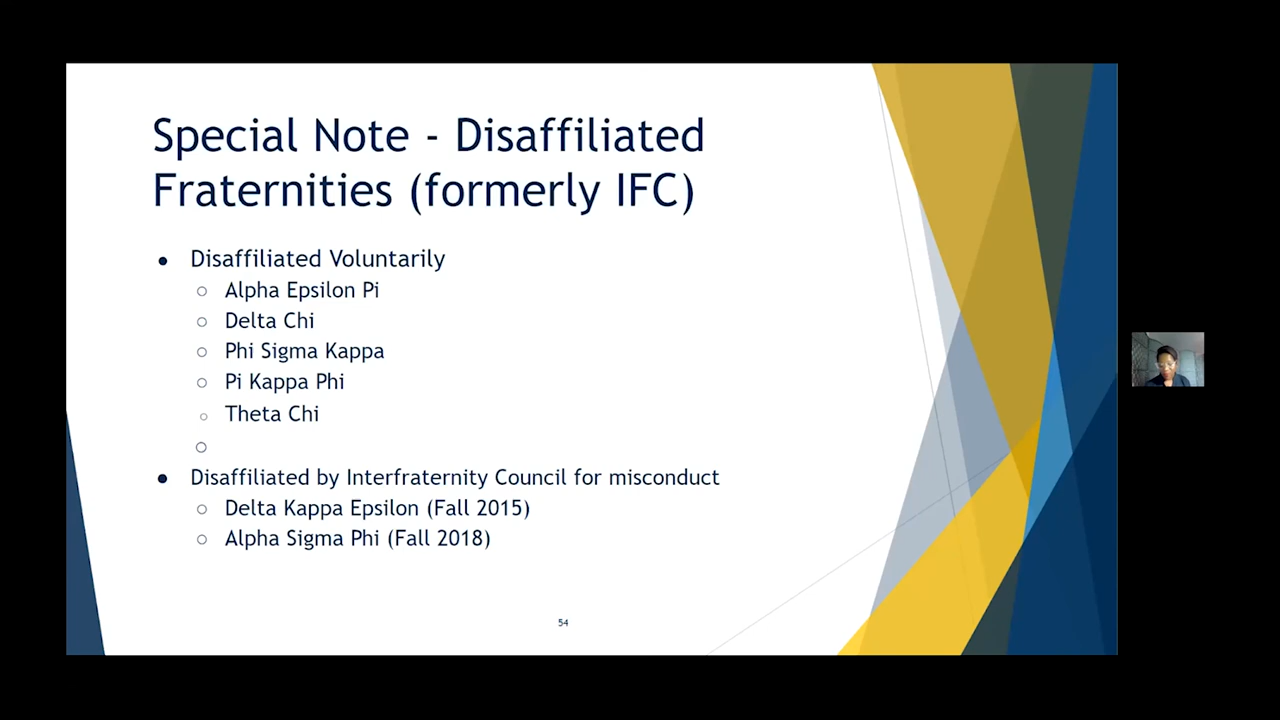 Special Note - Disaffiliated
Fraternities (formerly IFC)
Disaffiliated Voluntarily
Alpha Epsilon Pi
Delta Chi
Phi Sigma Kappa
Pi Kappa Phi
Theta Chi
Disaffiliated by Interfraternity Council for misconduct
Delta Kappa Epsilon (Fall 2015)
Alpha Sigma Phi (Fall 2018)
54